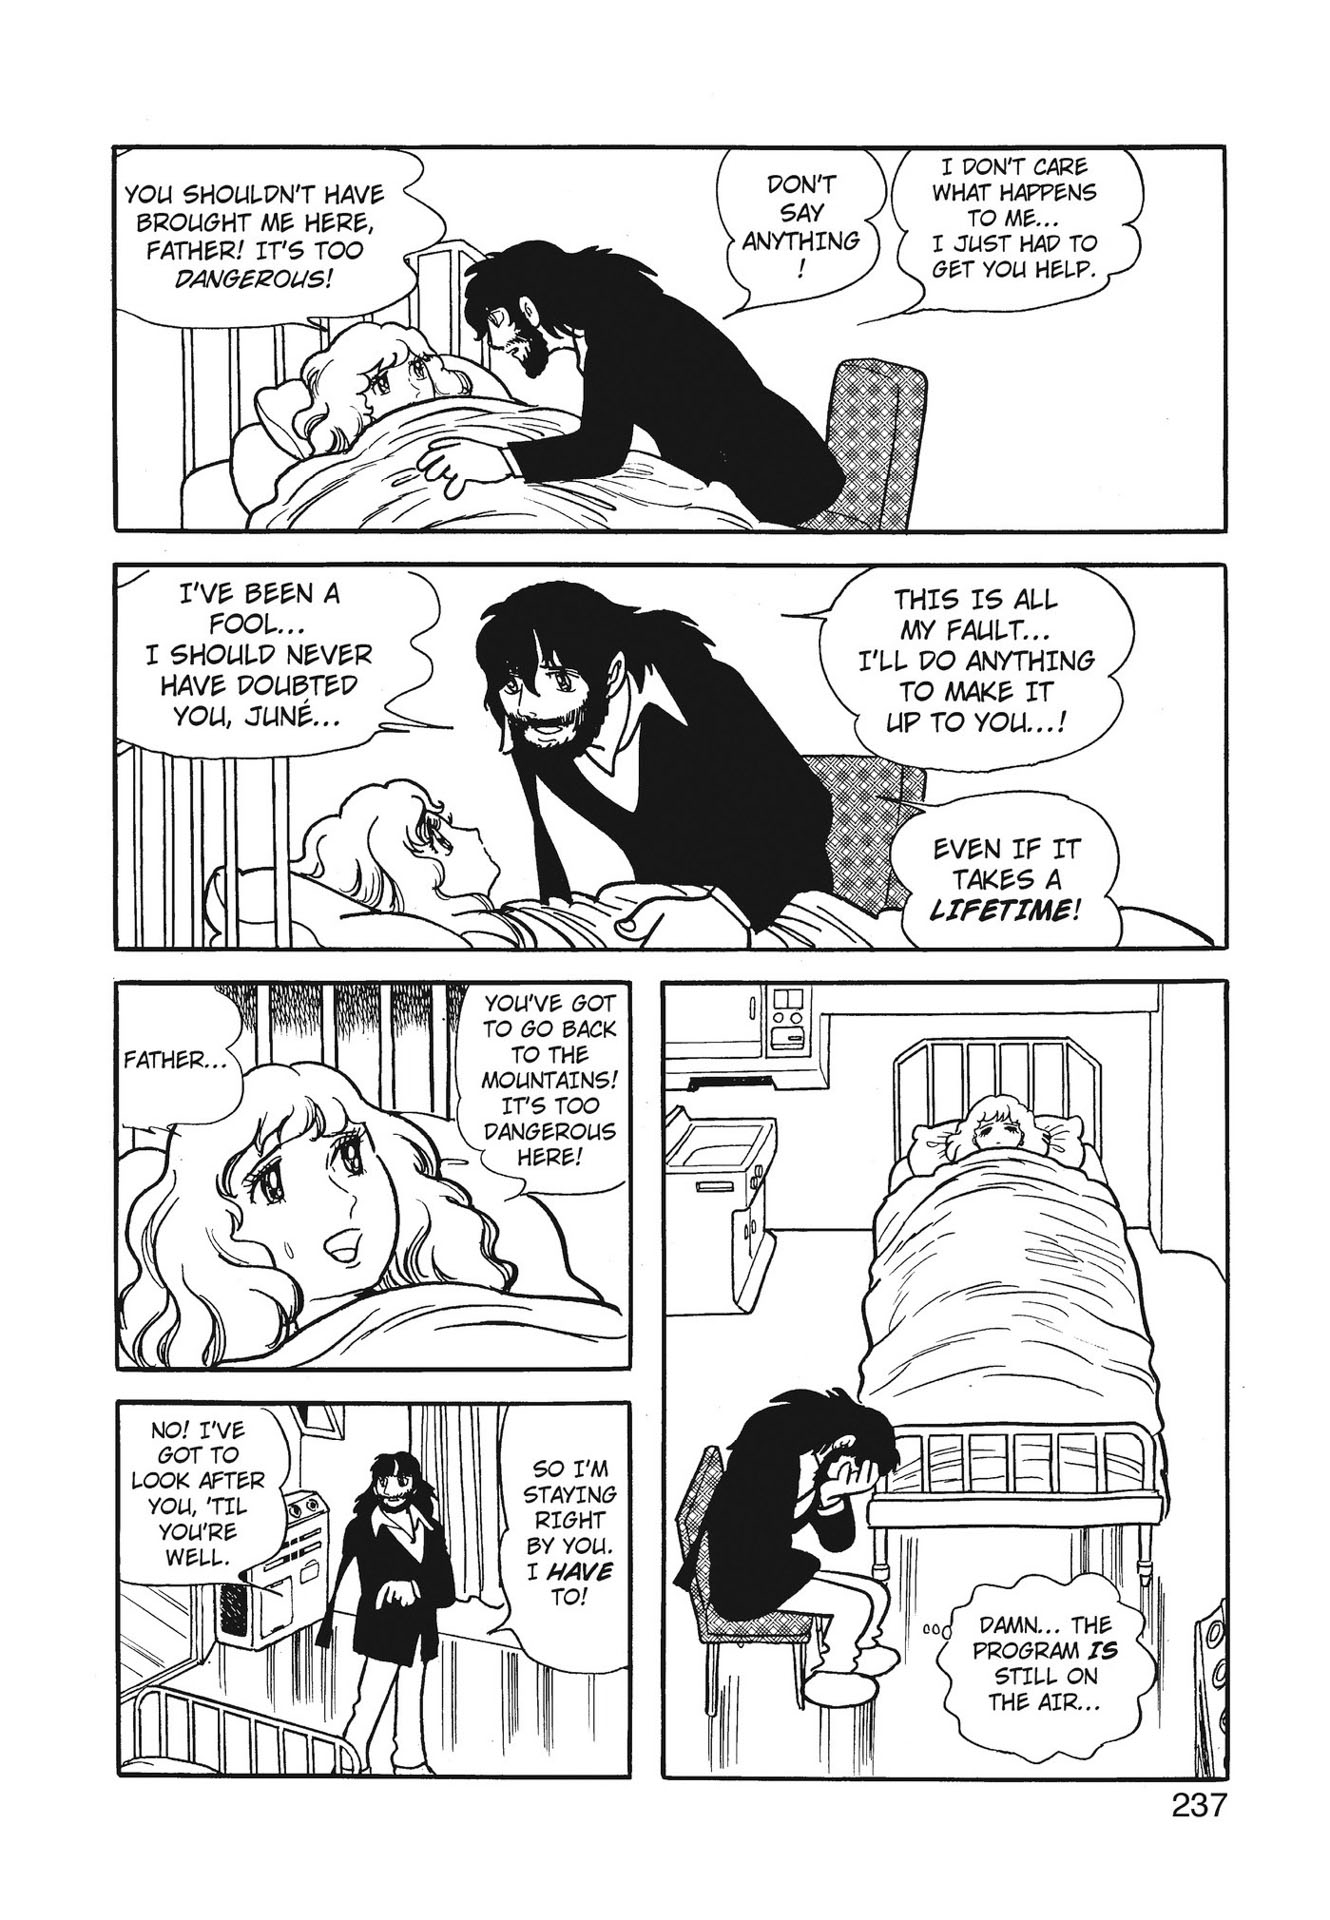 YOU SHOULDN'T HAVE
BROUGHT ME HERE,
FATHER! IT'S TOO
DANGEROUS!
DON'T
SAY
ANYTHING
!
I DON'T CARE
WHAT HAPPENS
TO ME...
I JUST HAD TO
GET YOU HELP.
I'VE BEEN A
FOOL...
I SHOULD NEVER
HAVE DOUBTED
YOU, JUNÉ...
THIS IS ALL
MY FAULT...
I'LL DO ANYTHING
TO MAKE IT
UP TO YOU...!
EVEN IF IT
TAKES A
LIFETIME!
FATHER...
YOU'VE GOT
TO GO BACK
TO THE
MOUNTAINS!
IT'S TOO
DANGEROUS
HERE!
NO! I'VE
GOT TO
LOOK AFTER
YOU, 'TIL
YOU'RE
WELL.
SO I'M
STAYING
RIGHT
BY YOU.
I HAVE
TO!
DAMN... THE
PROGRAM IS
STILL ON
THE AIR...
237